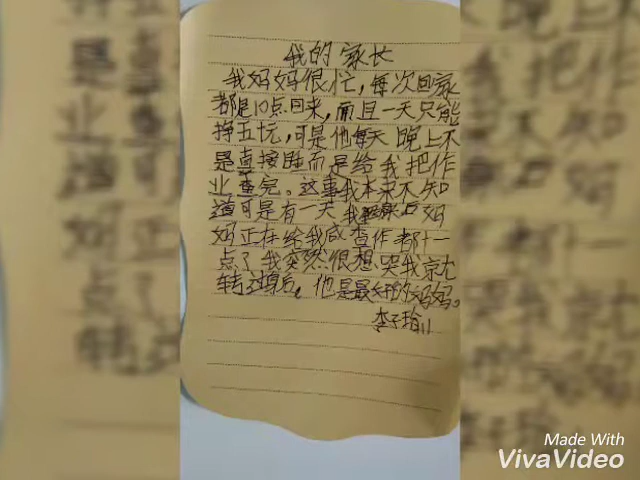 我的家长
我妈妈很忙，每次回家
都是10点回来，而且一天只能
挣五块，可是他每天晚上不
是直接睡而是给我把作
业查完。这事我本来不知
道可是有一天我起床后妈
妈正在给我检查作都十一
点了我突然很想哭我就
转过身后，他是最好的妈妈。
李子
Made With
VivaVideo